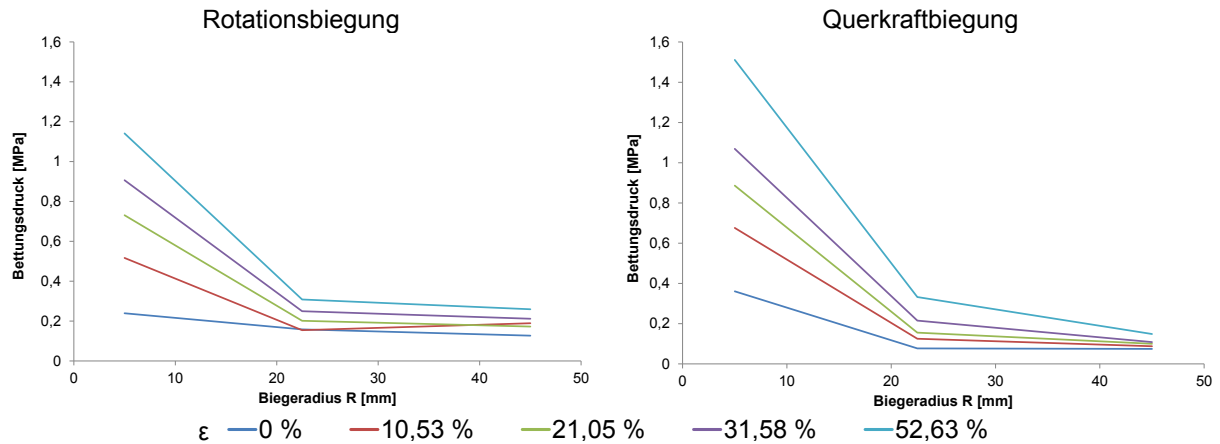 Rotationsbiegung
1,6
1,4
1,2
1
0,8
0,6
0,4
0,2
0
0 10 20 30 40 50
Bettungsdruck [MPa]
Biegeradius R [mm]
Querkraftbiegung
1,6
1,4
1,2
1
0,8
0,6
0,4
0,2
0
0 10 20 30 40 50
Bettungsdruck [MPa]
Biegeradius R [mm]
ε 0 % 10,53 % 21,05 % 31,58 % 52,63 %